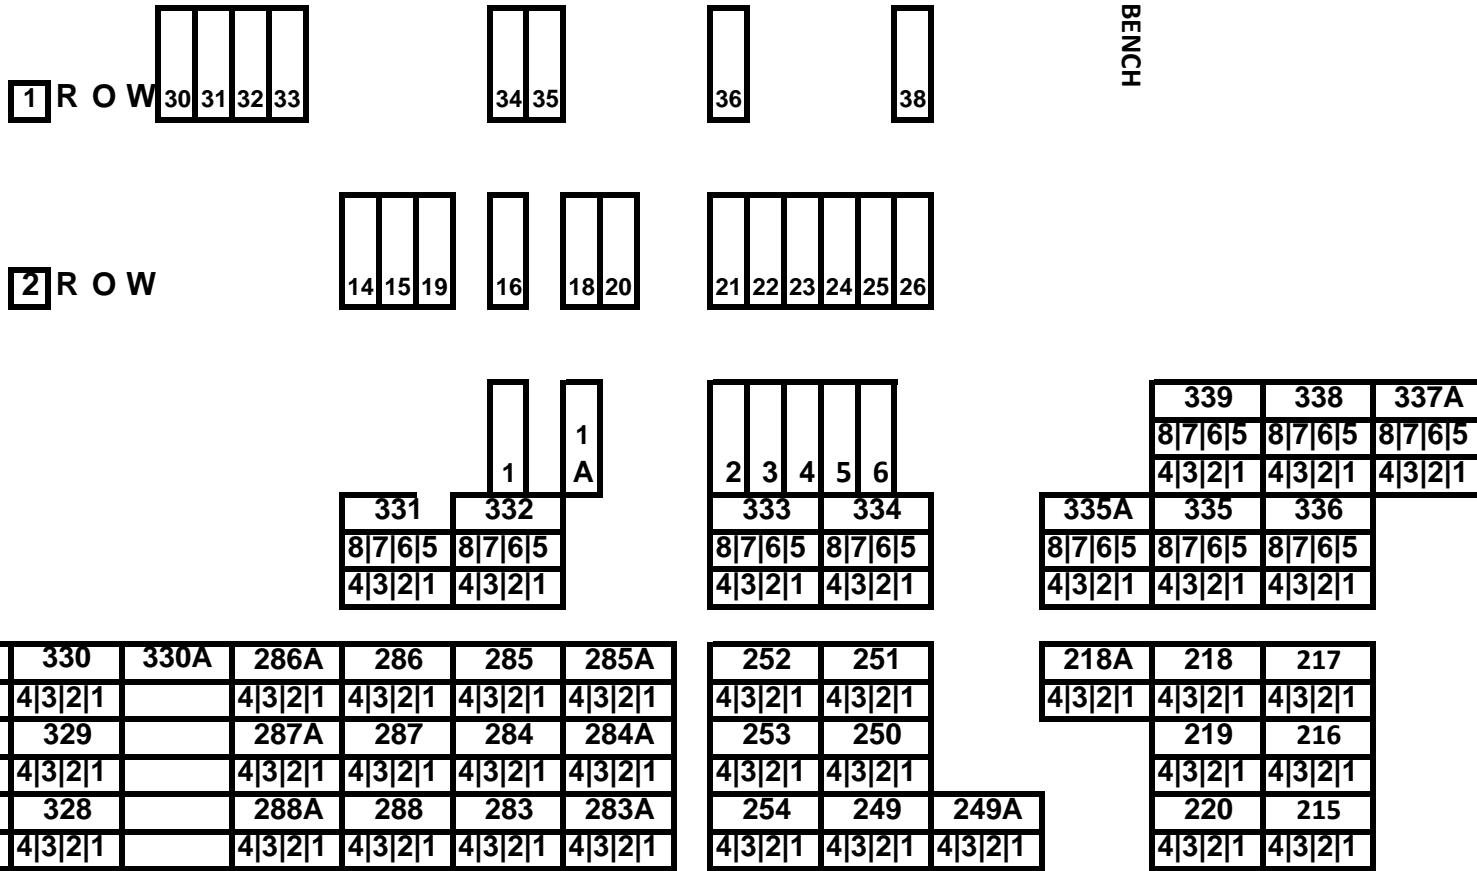 BENCH
1 R O W 30 31 32 33 34 35 36 38
2 R O W 14 15 19 16 18 20 21 22 23 24 25 26
339 338 337A
1 8|7|6|5 8|7|6|5 8|7|6|5
1 A 2 3 4 5 6 4|3|2|1 4|3|2|1 4|3|2|1
331 332 333 334 335A 335 336
8|7|6|5 8|7|6|5 8|7|6|5 8|7|6|5 8|7|6|5 8|7|6|5 8|7|6|5
4|3|2|1 4|3|2|1 4|3|2|1 4|3|2|1 4|3|2|1 4|3|2|1 4|3|2|1
330 330A 286A 286 285 285A 252 251 218A 218 217
4|3|2|1 4|3|2|1 4|3|2|1 4|3|2|1 4|3|2|1 4|3|2|1 4|3|2|1 4|3|2|1 4|3|2|1 4|3|2|1
329 287A 287 284 284A 253 250 219 216
4|3|2|1 4|3|2|1 4|3|2|1 4|3|2|1 4|3|2|1 4|3|2|1 4|3|2|1 4|3|2|1 4|3|2|1
328 288A 288 283 283A 254 249 249A 220 215
4|3|2|1 4|3|2|1 4|3|2|1 4|3|2|1 4|3|2|1 4|3|2|1 4|3|2|1 4|3|2|1 4|3|2|1 4|3|2|1